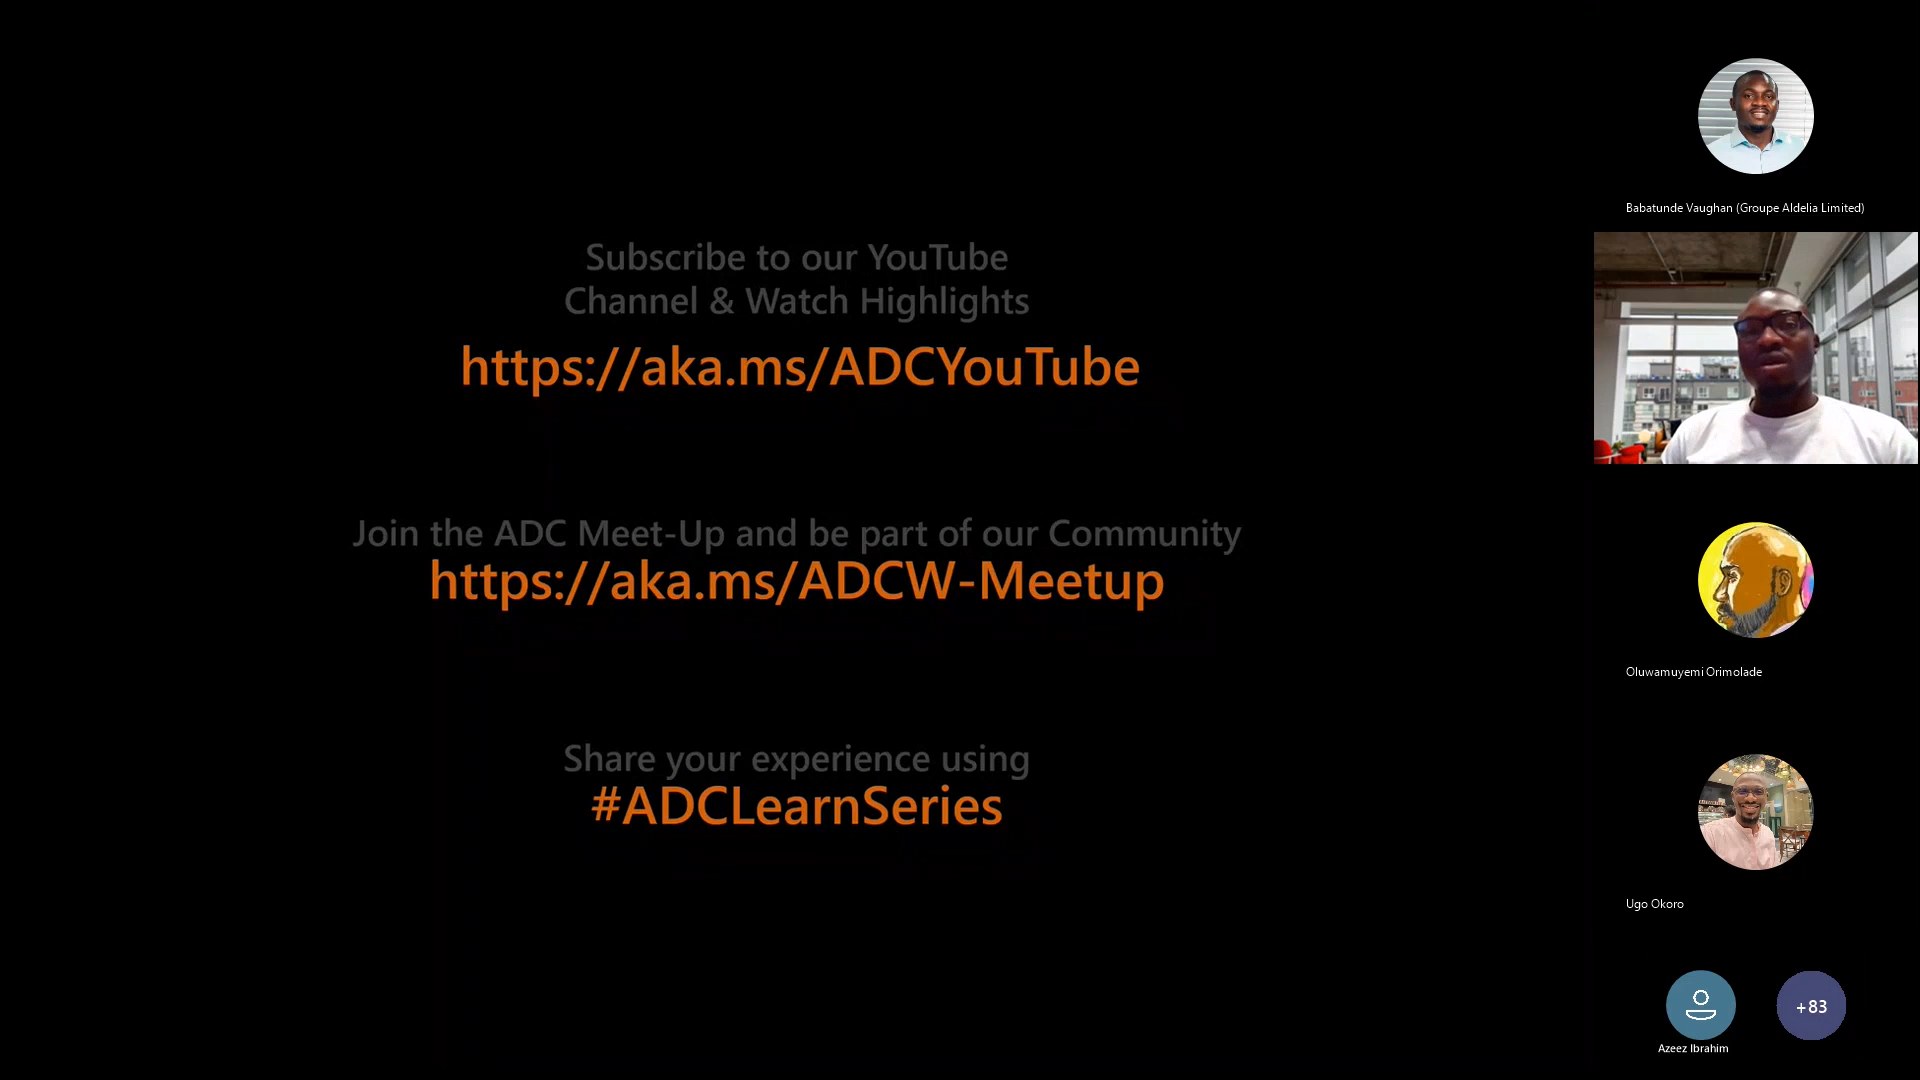 Subscribe to our YouTube
Channel & Watch Highlights
https://aka.ms/ADCYouTube
Join the ADC Meet-Up and be part of our Community
https://aka.ms/ADCW-Meetup
Share your experience using
#ADCLearnSeries
Babatunde Vaughan (Groupe Aldelia Limited)
Oluwamuyemi Orimolade
Ugo Okoro
Azeez Ibrahim
+83